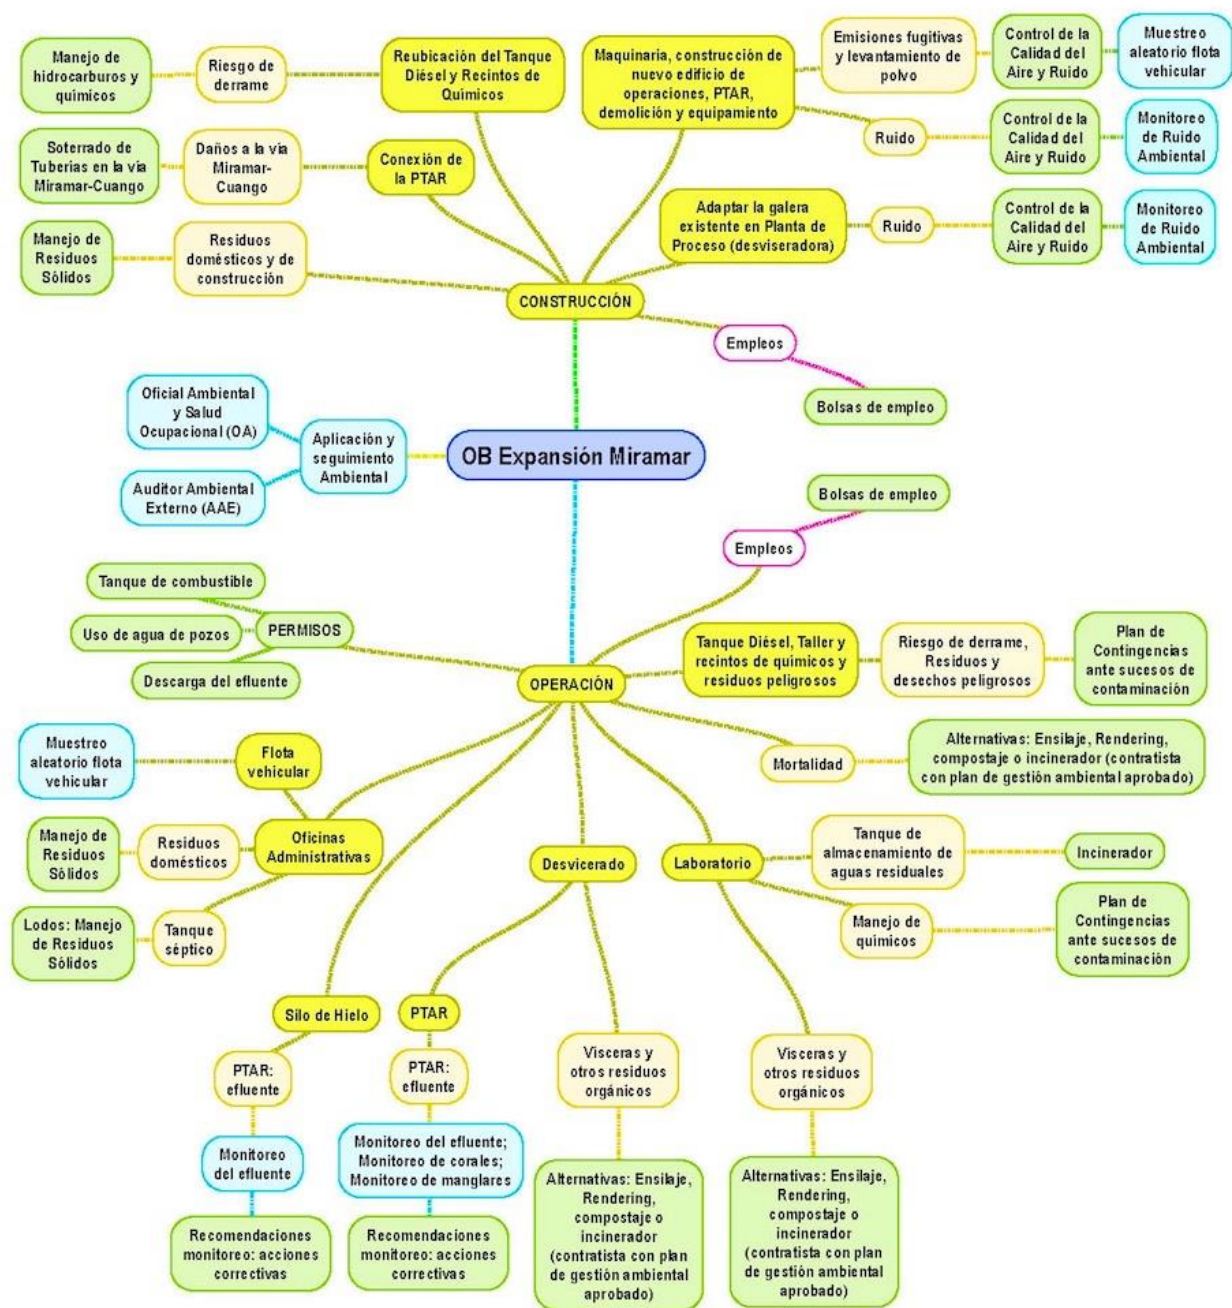 Manejo de
hidrocarburos y
químicos
Riesgo de
derrame
Reubicación del Tanque
Diésel y Recintos de
Químicos
Maquinaria, construcción
de nuevo edificio de
operaciones, PTAR,
demolición y equipamiento
Emisiones fugitivas
y levantamiento de
polvo
Control de la
Calidad del
Aire y Ruido
Muestreo
aleatorio flota
vehicular
Ruido
Control de la
Calidad del
Aire y Ruido
Monitoreo
de Ruido
Ambiental
Soterrado de
Tuberías en la vía
Miramar-Cuango
Daños a la vía
Miramar-
Cuango
Conexión de
la PTAR
Adaptar la galera
existente en Planta de
Proceso (desviseradora)
Ruido
Control de la
Calidad del
Aire y Ruido
Monitoreo
de Ruido
Ambiental
Manejo de
Residuos
Sólidos
Residuos
domésticos y de
construcción
CONSTRUCCIÓN
Empleos
Bolsas de empleo
Oficial Ambiental
y Salud
Ocupacional (OA)
Aplicación y
seguimiento
Ambiental
Auditor Ambiental
Externo (AAE)
OB Expansión Miramar
Bolsas de empleo
Empleos
Tanque de combustible
Uso de agua de pozos
PERMISOS
Descarga del efluente
OPERACIÓN
Tanque Diésel, Taller y
recintos de químicos y
residuos peligrosos
Riesgo de derrame,
Residuos y
desechos peligrosos
Plan de
Contingencias
ante sucesos de
contaminación
Mortalidad
Alternativas: Ensilaje, Rendering,
compostaje o incinerador (contratista
con plan de gestión ambiental
aprobado)
Muestreo
aleatorio flota
vehicular
Flota
vehicular
Manejo de
Residuos
Sólidos
Residuos
domésticos
Oficinas
Administrativas
Lodos: Manejo
de Residuos
Sólidos
Tanque
séptico
Desvicerado
Laboratorio
Tanque de
almacenamiento de
aguas residuales
Incinerador
Manejo de
químicos
Plan de
Contingencias
ante sucesos de
contaminación
Silo de Hielo
PTAR
PTAR:
efluente
PTAR:
efluente
Vísceras y
otros residuos
orgánicos
Vísceras y
otros residuos
orgánicos
Monitoreo
del efluente
Monitoreo del efluente;
Monitoreo de corales;
Monitoreo de manglares
Recomendaciones
monitoreo: acciones
correctivas
Recomendaciones
monitoreo: acciones
correctivas
Alternativas: Ensilaje,
Rendering,
compostaje o
incinerador
(contratista con plan
de gestión ambiental
aprobado)
Alternativas: Ensilaje,
Rendering,
compostaje o
incinerador
(contratista con plan
de gestión ambiental
aprobado)